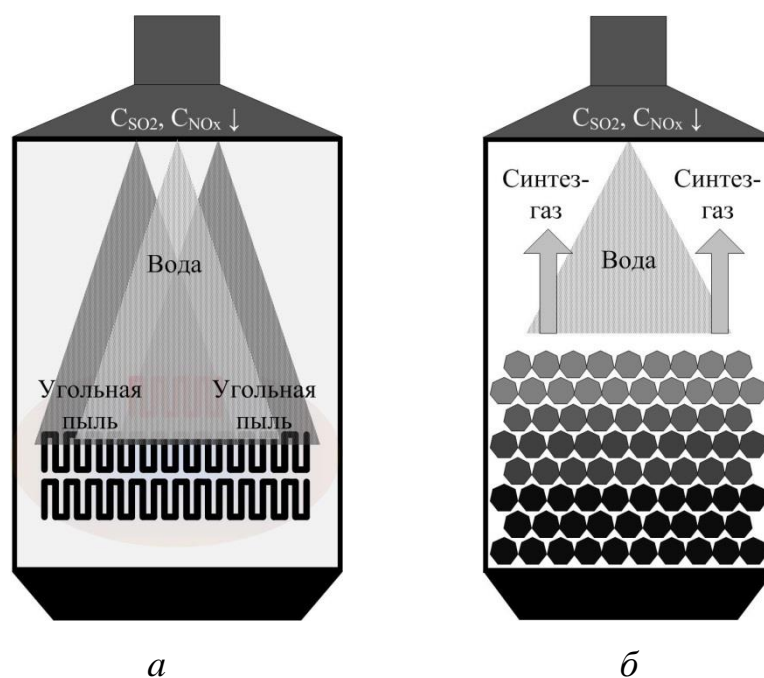 C_SO2, C_NOx ↓
Вода
Угольная
пыль
Угольная
пыль
а
C_SO2, C_NOx ↓
Синтез-
газ
Синтез-
газ
Вода
б